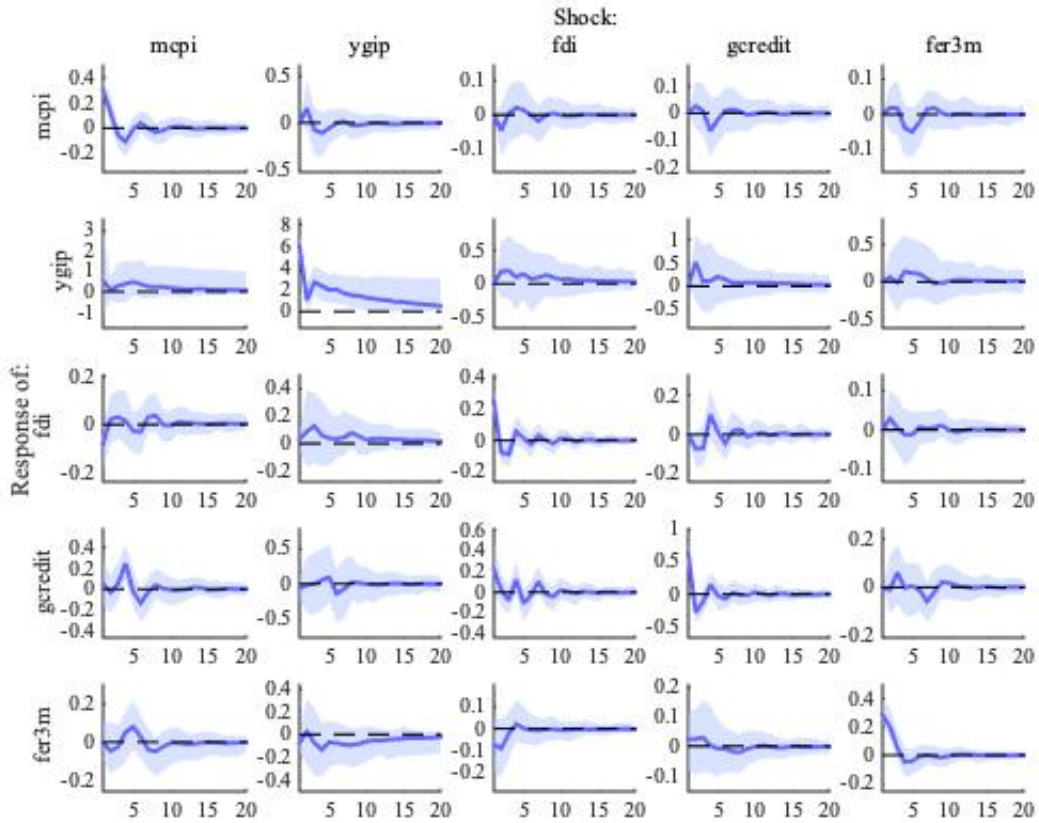 Shock:
mcpi ygip fdi gcredit fer3m
Response of:
mcpi
0.4 0.2 0 -0.2
5 10 15 20
0.5 0 -0.5
5 10 15 20
0.1 0 -0.1
5 10 15 20
0.1 0 -0.1 -0.2
5 10 15 20
0.1 0 -0.1
5 10 15 20
ygip
3 2 1 0 -1
5 10 15 20
8 6 4 2 0
5 10 15 20
0.5 0 -0.5
5 10 15 20
1 0.5 0 -0.5
5 10 15 20
0.5 0 -0.5
5 10 15 20
fdi
0.2 0 -0.2
5 10 15 20
0.4 0.2 0 -0.2
5 10 15 20
0.4 0.2 0 -0.2
5 10 15 20
0.2 0 -0.2
5 10 15 20
0.1 0 -0.1
5 10 15 20
gcredit
0.4 0.2 0 -0.2 -0.4
5 10 15 20
0.5 0 -0.5
5 10 15 20
0.6 0.4 0.2 0 -0.2 -0.4
5 10 15 20
1 0.5 0 -0.5
5 10 15 20
0.2 0 -0.2
5 10 15 20
fer3m
0.2 0 -0.2
5 10 15 20
0.4 0.2 0 -0.2 -0.4
5 10 15 20
0.1 0 -0.1 -0.2
5 10 15 20
0.2 0.1 0 -0.1
5 10 15 20
0.4 0.2 0 -0.2
5 10 15 20